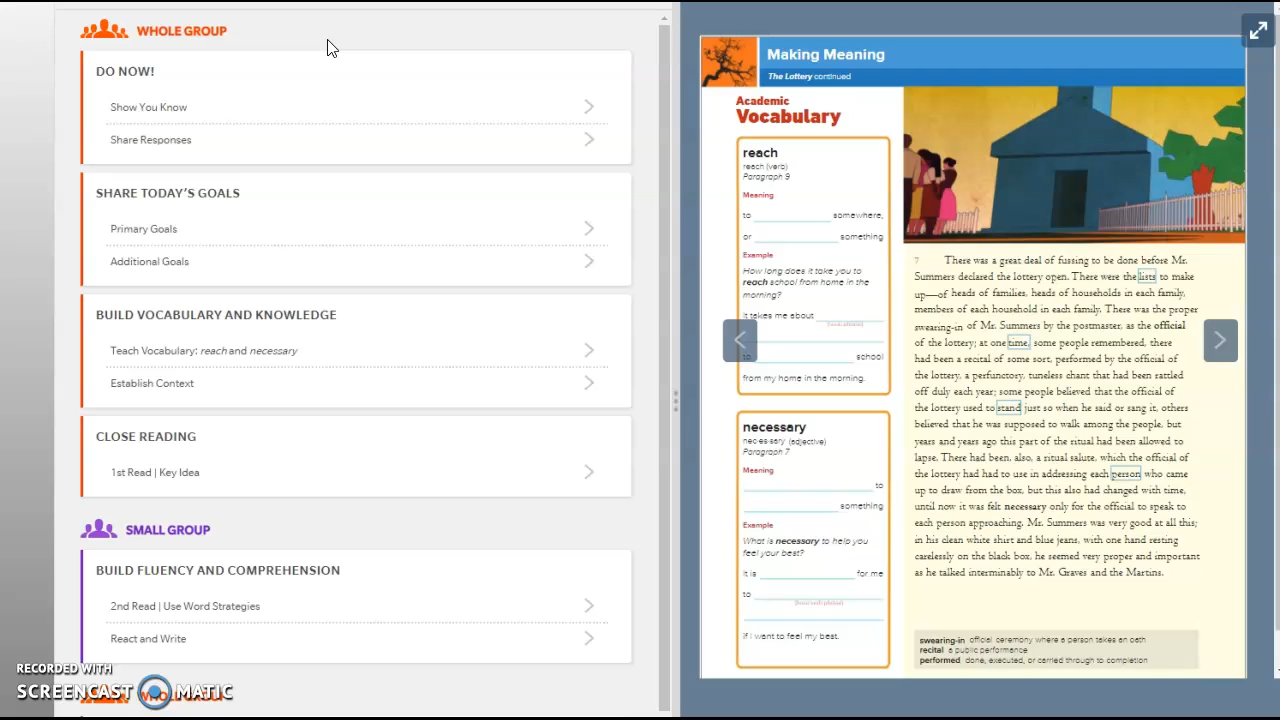 WHOLE GROUP
DO NOW!
Show You Know
Share Responses
SHARE TODAY'S GOALS
Primary Goals
Additional Goals
BUILD VOCABULARY AND KNOWLEDGE
Teach Vocabulary: reach and necessary
Establish Context
CLOSE READING
1st Read | Key Idea
SMALL GROUP
BUILD FLUENCY AND COMPREHENSION
2nd Read | Use Word Strategies
React and Write
RECORDED WITH
SCREENCAST MATIC
WHOLE GROUP
Making Meaning
The Lottery continued
Academic
Vocabulary
reach
reach (verb)
Paragraph 9
Meaning
to somewhere,
or something
Example
How long does it take you to
reach school from home in the
morning?
It takes me about
to school
from my home in the morning.
necessary
nec·es·sary (adjective)
Paragraph 7
Meaning
to
something
Example
What is necessary to help you
feel your best?
It is for me
to
if I want to feel my best.
7 There was a great deal of fussing to be done before Mr.
Summers declared the lottery open. There were the lists to make
up—of heads of families, heads of households in each family,
members of each household in each family. There was the proper
swearing-in of Mr. Summers by the postmaster, as the official
of the lottery; at one time, some people remembered, there
had been a recital of some sort, performed by the official of
the lottery, a perfunctory, tuneless chant that had been rattled
off duly each year; some people believed that the official of
the lottery used to stand just so when he said or sang it, others
believed that he was supposed to walk among the people, but
years and years ago this part of the ritual had been allowed to
lapse. There had been, also, a ritual salute, which the official of
the lottery had had to use in addressing each person who came
up to draw from the box, but this also had changed with time,
until now it was felt necessary only for the official to speak to
each person approaching. Mr. Summers was very good at all this;
in his clean white shirt and blue jeans, with one hand resting
carelessly on the black box, he seemed very proper and important
as he talked interminably to Mr. Graves and the Martins.
swearing-in official ceremony where a person takes an oath
recital a public performance
performed done, executed, or carried through to completion